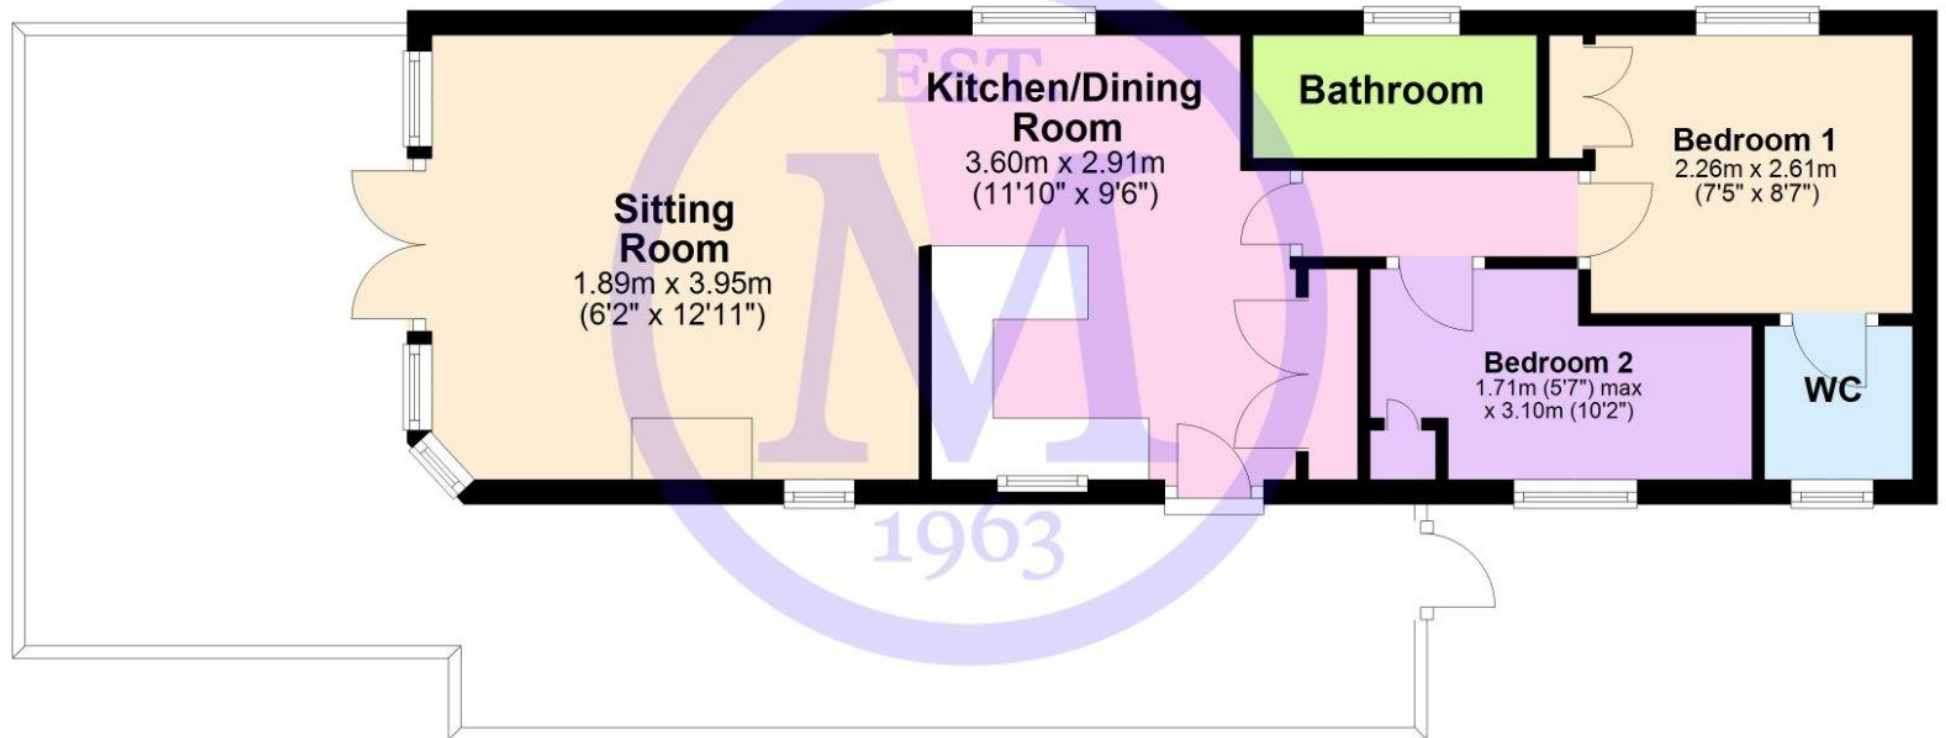 EST
Kitchen/Dining
Room
3.60m x 2.91m
(11'10" x 9'6")
Bathroom
Bedroom 1
2.26m x 2.61m
(7'5" x 8'7")
Sitting
Room
1.89m x 3.95m
(6'2" x 12'11")
M
Bedroom 2
1.71m (5'7") max
x 3.10m (10'2")
WC
1963